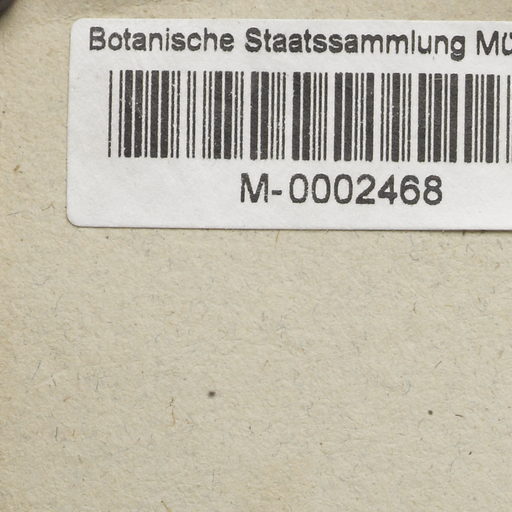 Botanische Staatssammlung Mü
M-0002468